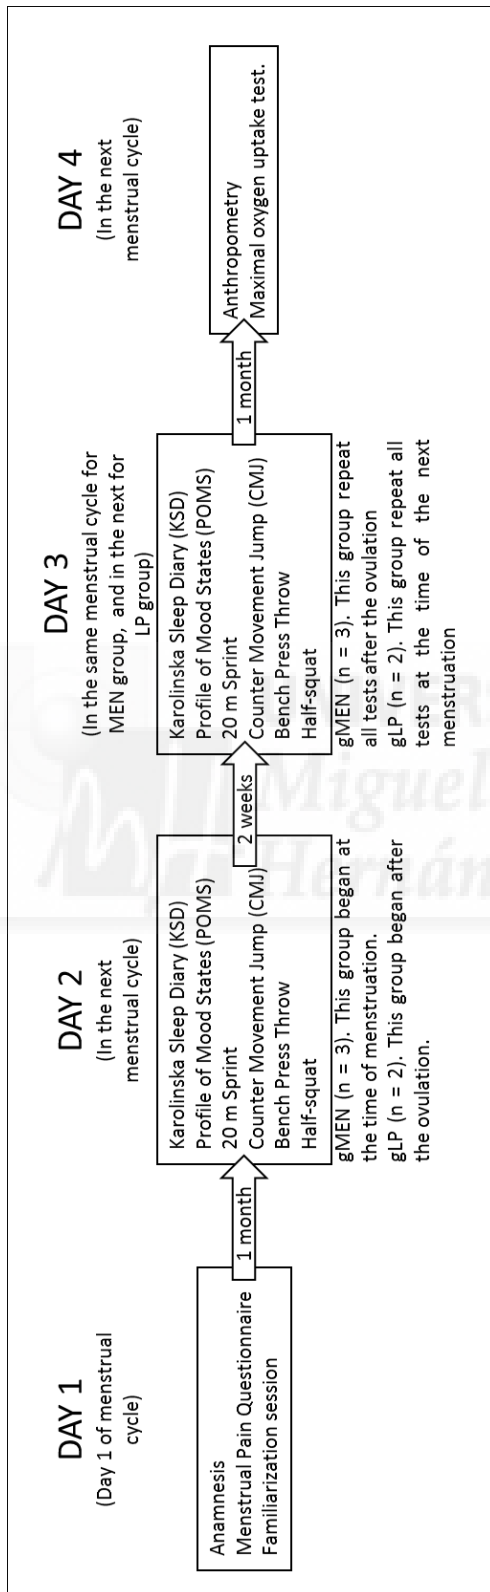 DAY 1
(Day 1 of menstrual
cycle)
Anamnesis
Menstrual Pain Questionnaire
Familiarization session
1 month
DAY 2
(In the next
menstrual cycle)
Karolinska Sleep Diary (KSD)
Profile of Mood States (POMS)
20 m Sprint
Counter Movement Jump (CMJ)
Bench Press Throw
Half-squat
gMEN (n = 3). This group began at
the time of menstruation.
gLP (n = 2). This group began after
the ovulation.
2 weeks
DAY 3
(In the same menstrual cycle for
MEN group, and in the next for
LP group)
Karolinska Sleep Diary (KSD)
Profile of Mood States (POMS)
20 m Sprint
Counter Movement Jump (CMJ)
Bench Press Throw
Half-squat
gMEN (n = 3). This group repeat
all tests after the ovulation
gLP (n = 2). This group repeat all
tests at the time of the next
menstruation
1 month
DAY 4
(In the next
menstrual cycle)
Anthropometry
Maximal oxygen uptake test.
Miguel